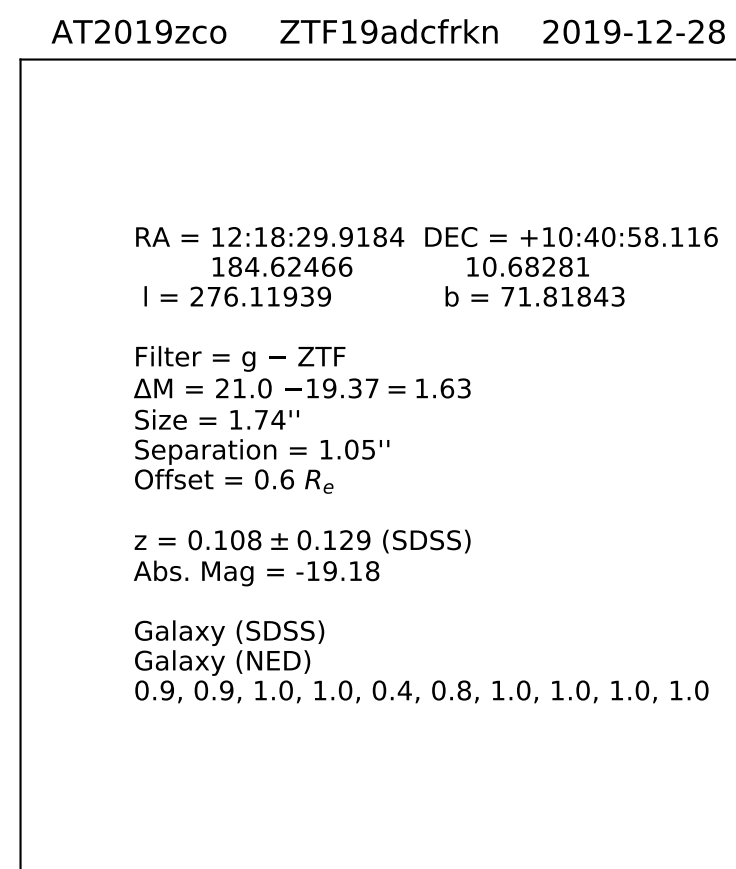 AT2019zco ZTF19adcfrkn 2019-12-28
RA = 12:18:29.9184 DEC = +10:40:58.116
184.62466 10.68281
l = 276.11939 b = 71.81843
Filter = g − ZTF
ΔM = 21.0 −19.37 = 1.63
Size = 1.74''
Separation = 1.05''
Offset = 0.6 Rₑ
z = 0.108 ± 0.129 (SDSS)
Abs. Mag = -19.18
Galaxy (SDSS)
Galaxy (NED)
0.9, 0.9, 1.0, 1.0, 0.4, 0.8, 1.0, 1.0, 1.0, 1.0